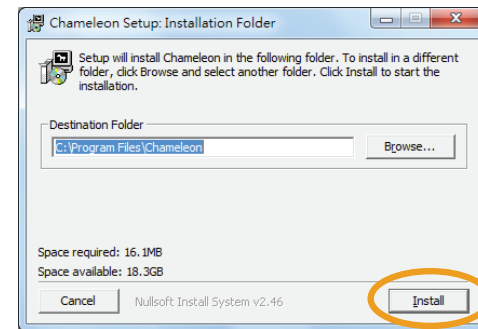 Chameleon Setup: Installation Folder
Setup will install Chameleon in the following folder. To install in a different
folder, click Browse and select another folder. Click Install to start the
installation.
Destination Folder
C:\Program Files\Chameleon
Browse...
Space required: 16.1MB
Space available: 18.3GB
Cancel
Nullsoft Install System v2.46
Install